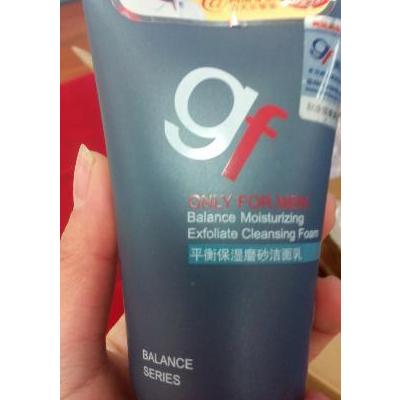 gf
ONLY FOR MEN
Balance Moisturizing
Exfoliate Cleansing Foam
平衡保湿磨砂洁面乳
BALANCE
SERIES
gf